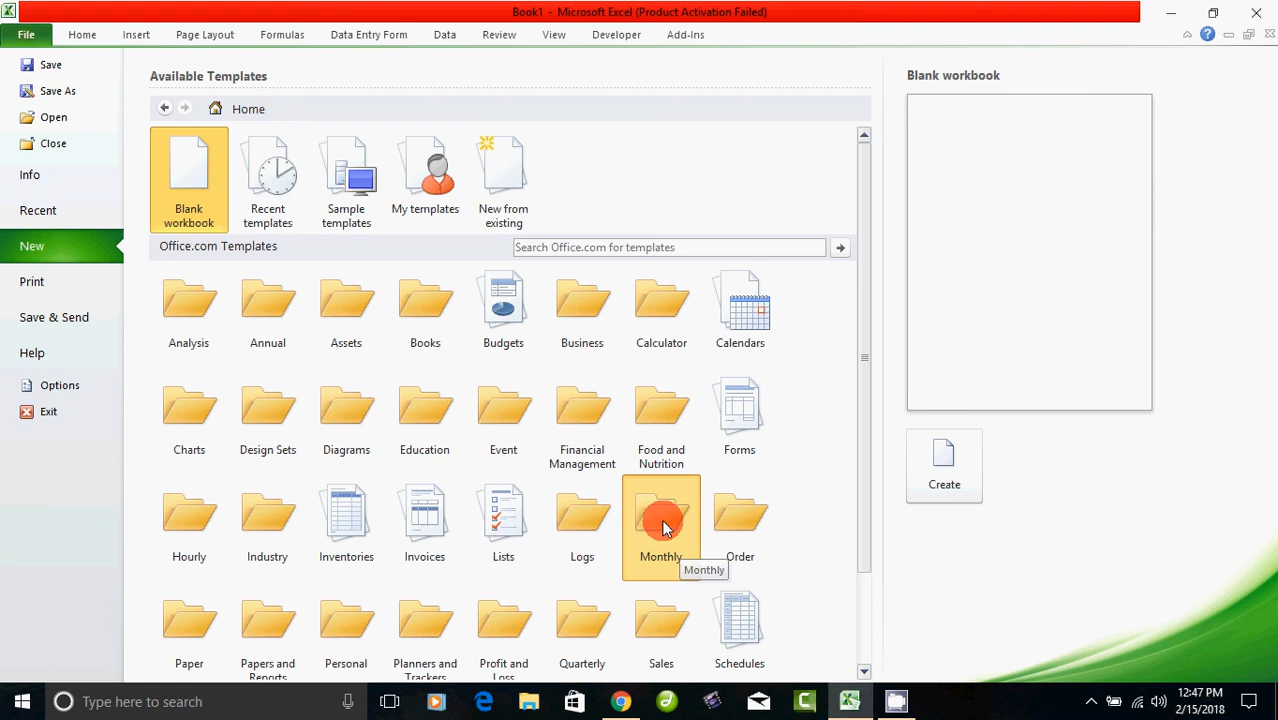 Book1 - Microsoft Excel (Product Activation Failed)
File Home Insert Page Layout Formulas Data Entry Form Data Review View Developer Add-Ins
Save
Save As
Open
Close
Info
Recent
New
Print
Save & Send
Help
Options
Exit
Available Templates
Home
Blank workbook
Recent templates
Sample templates
My templates
New from existing
Office.com Templates
Search Office.com for templates
Analysis Annual Assets Books Budgets Business Calculator Calendars
Charts Design Sets Diagrams Education Event Financial Management Food and Nutrition Forms
Hourly Industry Inventories Invoices Lists Logs Monthly Order
Monthly
Paper Papers and Reports Personal Planners and Trackers Profit and Loss Quarterly Sales Schedules
Blank workbook
Create
Type here to search
12:47 PM
2/15/2018